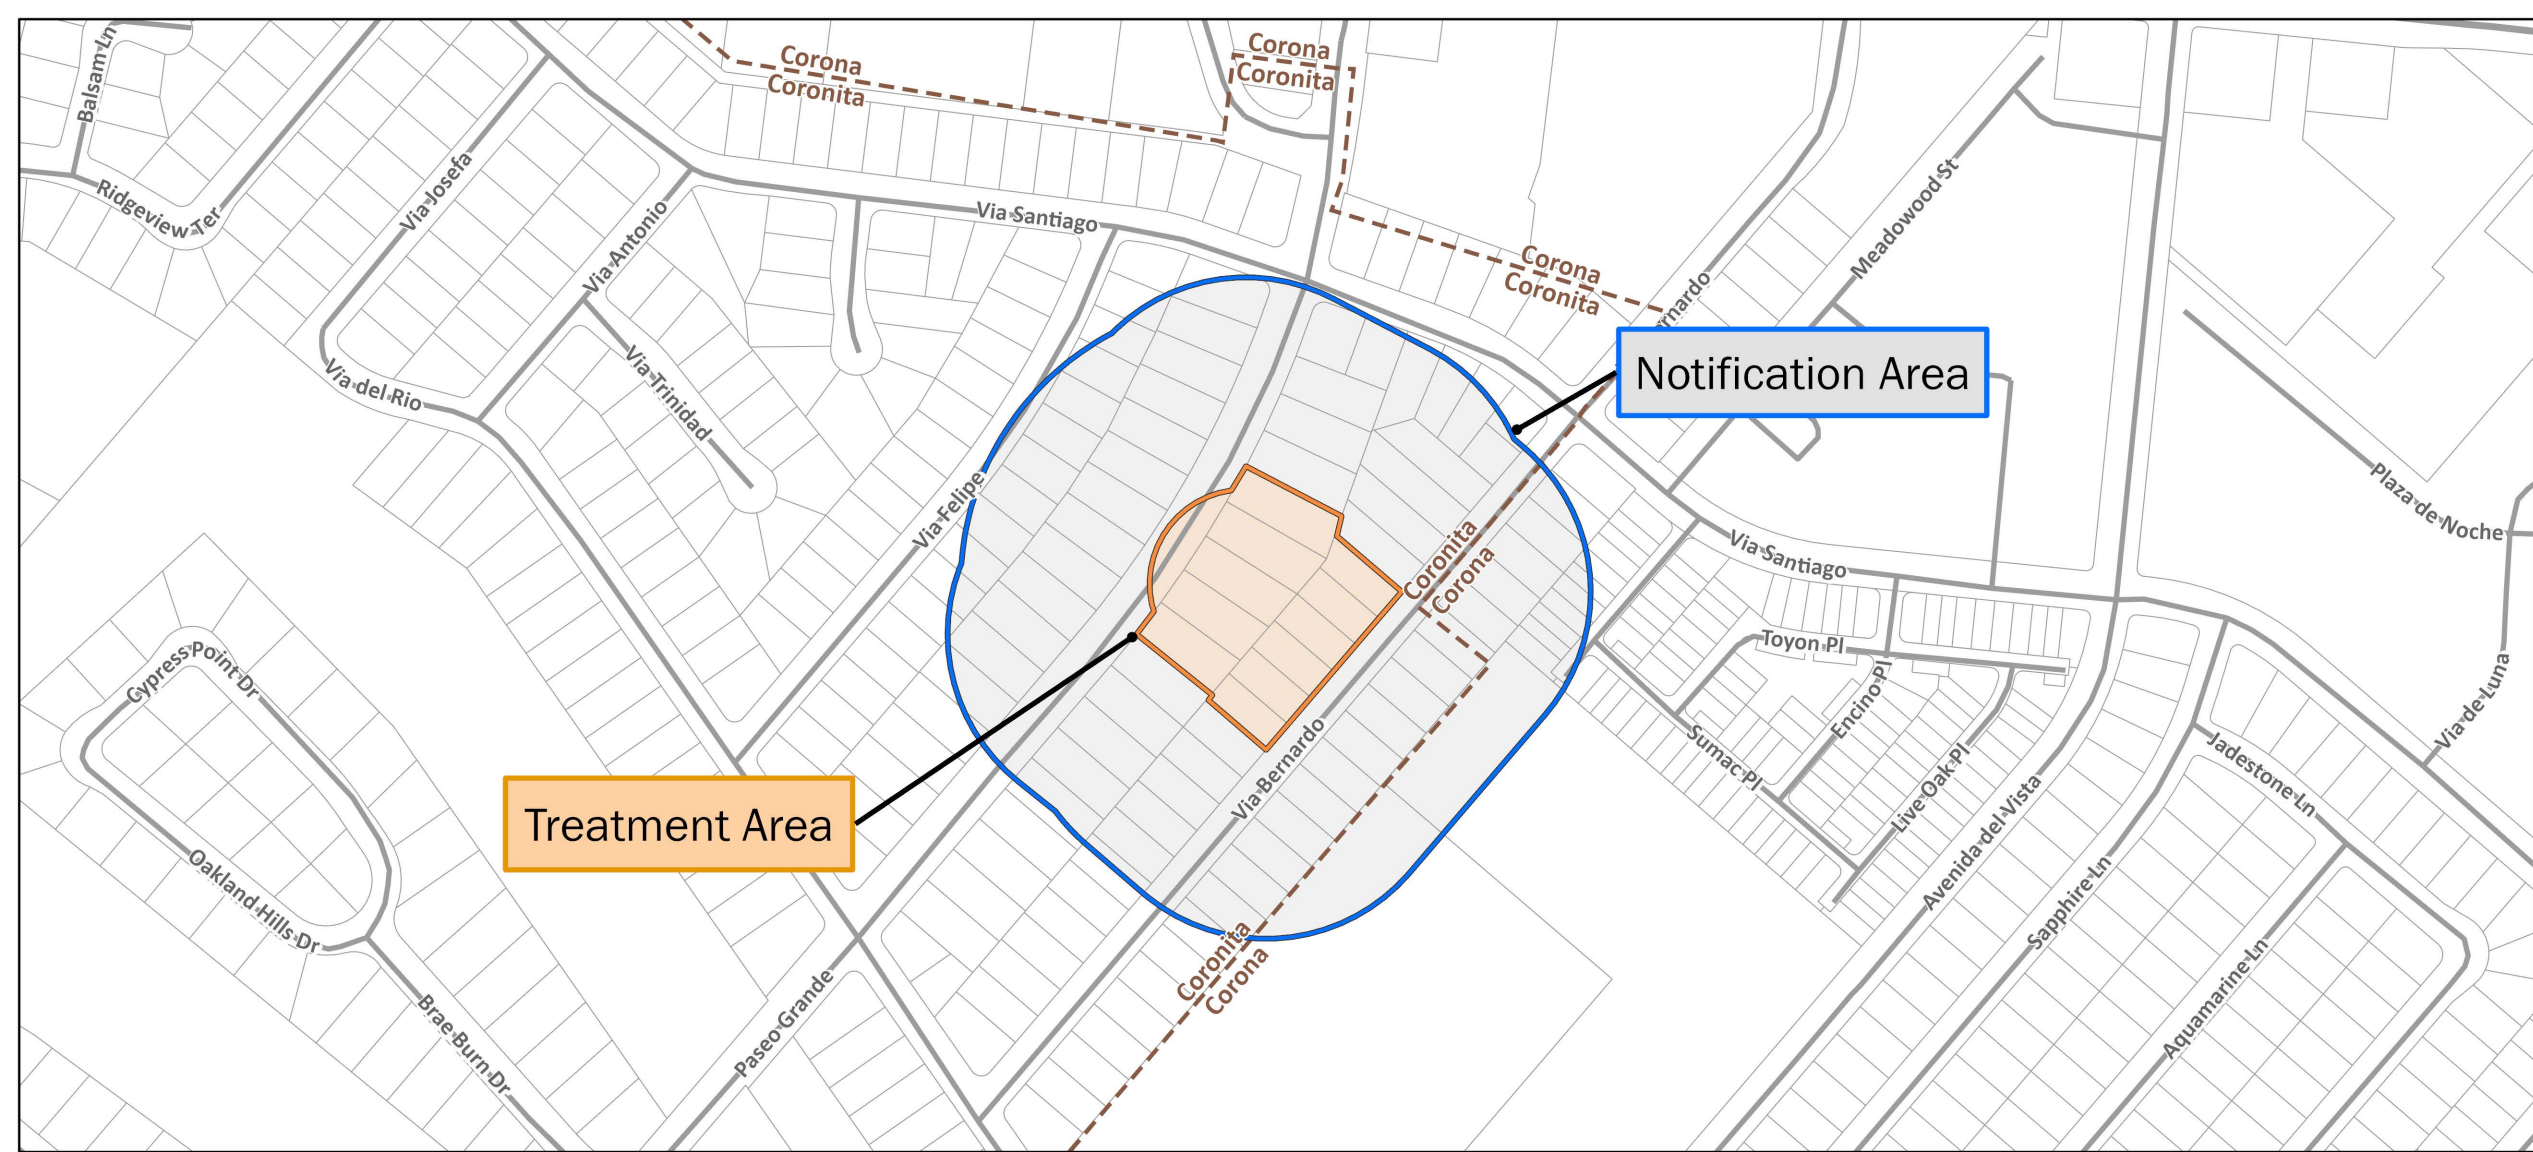 Balsam Ln
Corona
Coronita
Corona
Coronita
Ridgeview Ter
Via Josefa
Via Antonio
Via Santiago
Corona
Coronita
Meadowood St
Notification Area
Via del Rio
Via Trinidad
Via Felipe
Coronita
Corona
Plaza de Noche
Via Santiago
Toyon Pl
Encino Pl
Cypress Point Dr
Via de Luna
Sumac Pl
Live Oak Pl
Jadestone Ln
Via Bernardo
Treatment Area
Avenida del Vista
Oakland Hills Dr
Sapphire Ln
Coronita
Corona
Aquamarine Ln
Paseo Grande
Brae Burn Dr